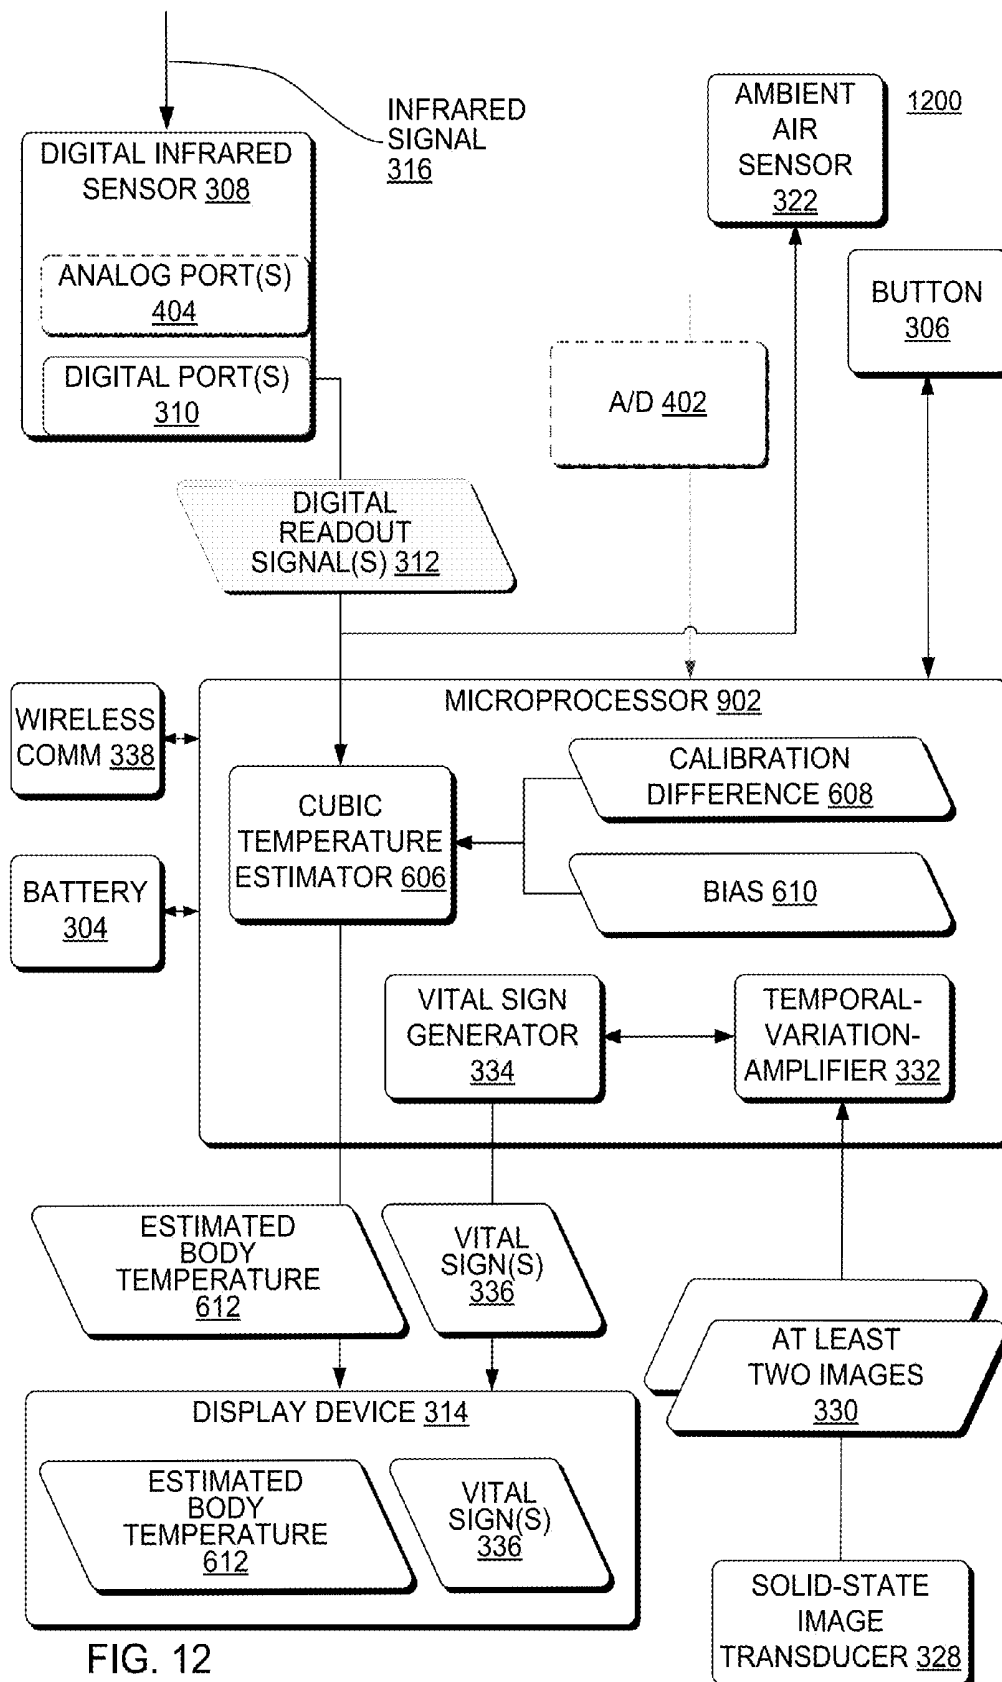 INFRARED
SIGNAL
316
DIGITAL INFRARED
SENSOR 308
ANALOG PORT(S)
404
DIGITAL PORT(S)
310
AMBIENT
AIR
SENSOR
322
1200
BUTTON
306
A/D 402
DIGITAL
READOUT
SIGNAL(S) 312
WIRELESS
COMM 338
BATTERY
304
MICROPROCESSOR 902
CUBIC
TEMPERATURE
ESTIMATOR 606
CALIBRATION
DIFFERENCE 608
BIAS 610
VITAL SIGN
GENERATOR
334
TEMPORAL-
VARIATION-
AMPLIFIER 332
ESTIMATED
BODY
TEMPERATURE
612
VITAL
SIGN(S)
336
AT LEAST
TWO IMAGES
330
DISPLAY DEVICE 314
ESTIMATED
BODY
TEMPERATURE
612
VITAL
SIGN(S)
336
SOLID-STATE
IMAGE
TRANSDUCER 328
FIG. 12